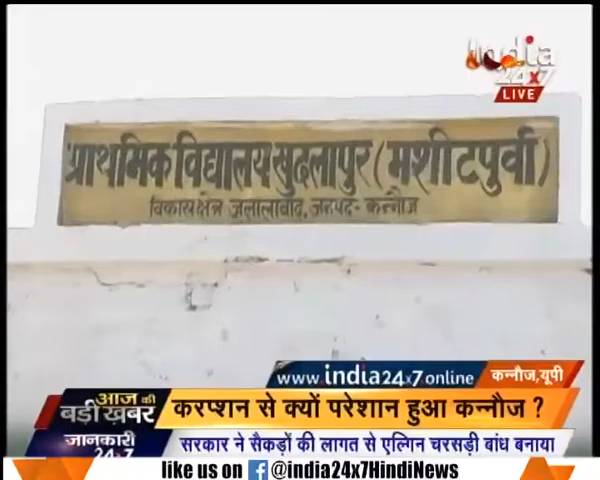 India
24x7
LIVE
प्राथमिक विद्यालय खुदलापुर (मशीटपुर्वा)
विकासक्षेत्र जलालाबाद, जनपद- कन्नौज
www.india24x7online
कन्नौज,यूपी
आज की
बड़ी ख़बर
करप्शन से क्यों परेशान हुआ कन्नौज ?
जानकारी
24x7
सरकार ने सैकड़ों की लागत से एल्गिन चरसड़ी बांध बनाया
like us on f @india24x7HindiNews